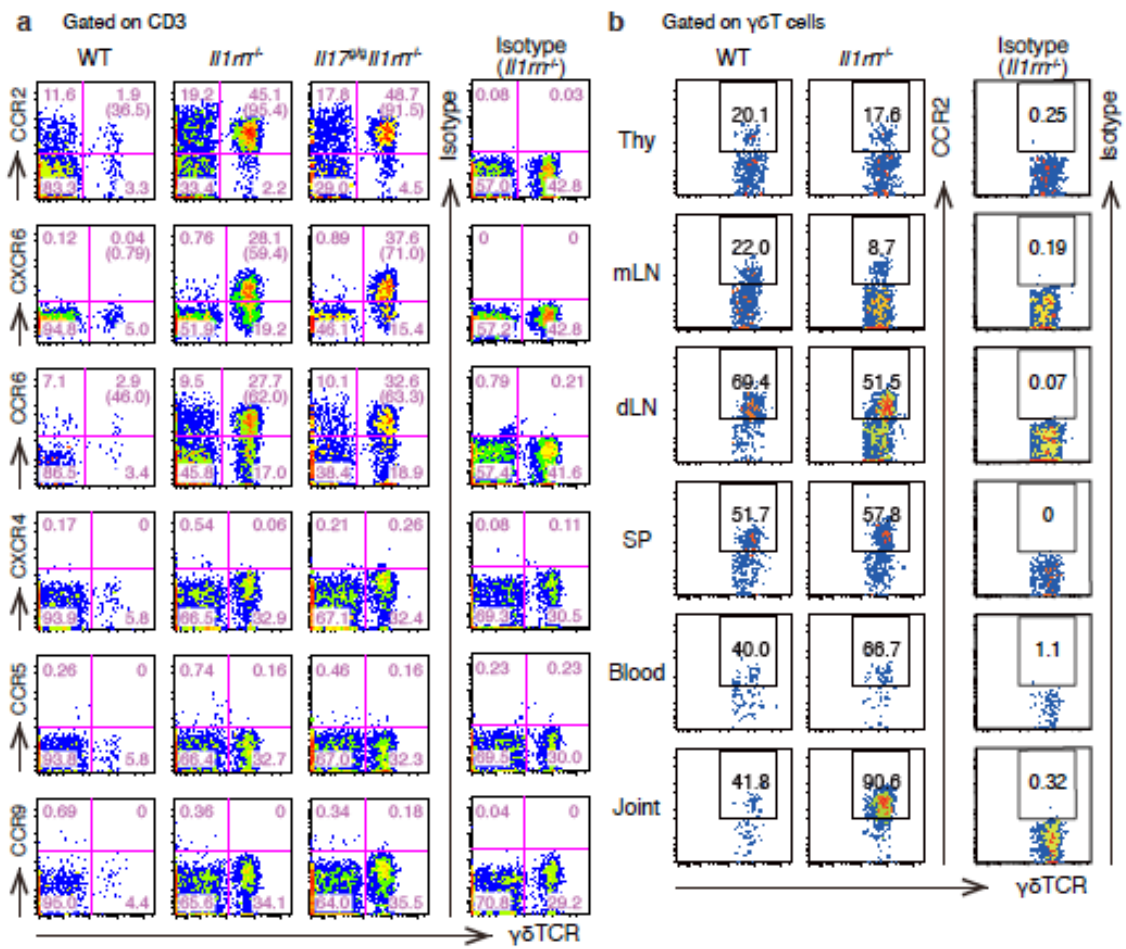 a Gated on CD3
WT Il1rn-/- Il17g/gIl1rn-/- Isotype (Il1rn-/-)
CCR2
11.6 1.9 (36.5) 83.3 3.3
19.2 45.1 (95.4) 33.4 2.2
17.8 48.7 (91.5) 29.0 4.5
Isotype
0.08 0.03 57.0 42.8
CXCR6
0.12 0.04 (0.79) 94.8 5.0
0.76 28.1 (59.4) 51.9 19.2
0.89 37.6 (71.0) 46.1 15.4
0 0 57.2 42.8
CCR6
7.1 2.9 (46.0) 86.5 3.4
9.5 27.7 (62.0) 45.8 17.0
10.1 32.6 (63.3) 38.4 18.9
0.79 0.21 57.4 41.6
CXCR4
0.17 0 93.9 5.8
0.54 0.06 66.5 32.9
0.21 0.26 67.1 32.4
0.08 0.11 69.3 30.5
CCR5
0.26 0 93.8 5.8
0.74 0.16 66.4 32.7
0.46 0.16 67.0 32.3
0.23 0.23 69.5 30.0
CCR9
0.69 0 95.0 4.4
0.36 0 65.6 34.1
0.34 0.18 64.0 35.5
0.04 0 70.8 29.2
γδTCR
b Gated on γδT cells
WT Il1rn-/- Isotype (Il1rn-/-)
Thy 20.1 17.6 CCR2 0.25 Isotype
mLN 22.0 8.7 0.19
dLN 69.4 51.5 0.07
SP 51.7 57.8 0
Blood 40.0 66.7 1.1
Joint 41.8 90.6 0.32
γδTCR